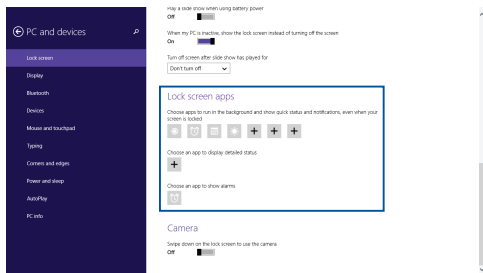 Play a slide show when using battery power
Off
PC and devices
When my PC is inactive, show the lock screen instead of turning off the screen
On
Lock screen
Turn off screen after slide show has played for
Don't turn off
Display
Bluetooth
Lock screen apps
Devices
Choose apps to run in the background and show quick status and notifications, even when your
screen is locked
Mouse and touchpad
Typing
Choose an app to display detailed status
Corners and edges
Power and sleep
Choose an app to show alarms
AutoPlay
PC info
Camera
Swipe down on the lock screen to use the camera
Off